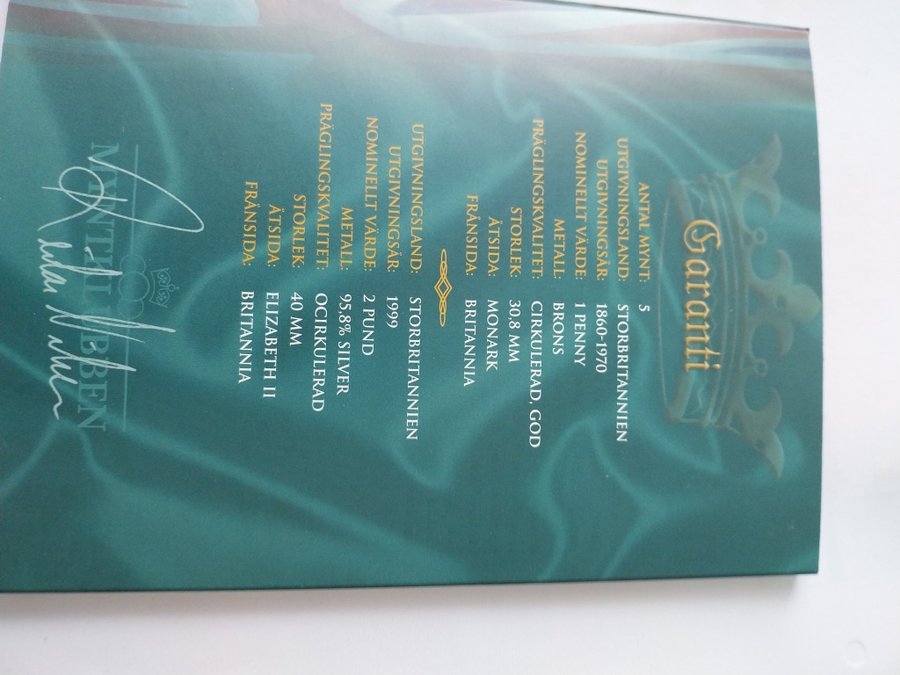 Garanti
ANTAL MYNT: 5
UTGIVNINGSLAND: STORBRITANNIEN
UTGIVNINGSÅR: 1860-1970
NOMINELLT VÄRDE: 1 PENNY
METALL: BRONS
PRÄGLINGSKVALITET: CIRKULERAD, GOD
STORLEK: 30,8 MM
ÅTSIDA: MONARK
FRÅNSIDA: BRITANNIA
UTGIVNINGSLAND: STORBRITANNIEN
UTGIVNINGSÅR: 1999
NOMINELLT VÄRDE: 2 PUND
METALL: 95,8% SILVER
PRÄGLINGSKVALITET: OCIRKULERAD
STORLEK: 40 MM
ÅTSIDA: ELIZABETH II
FRÅNSIDA: BRITANNIA
MYNTKLUBBEN